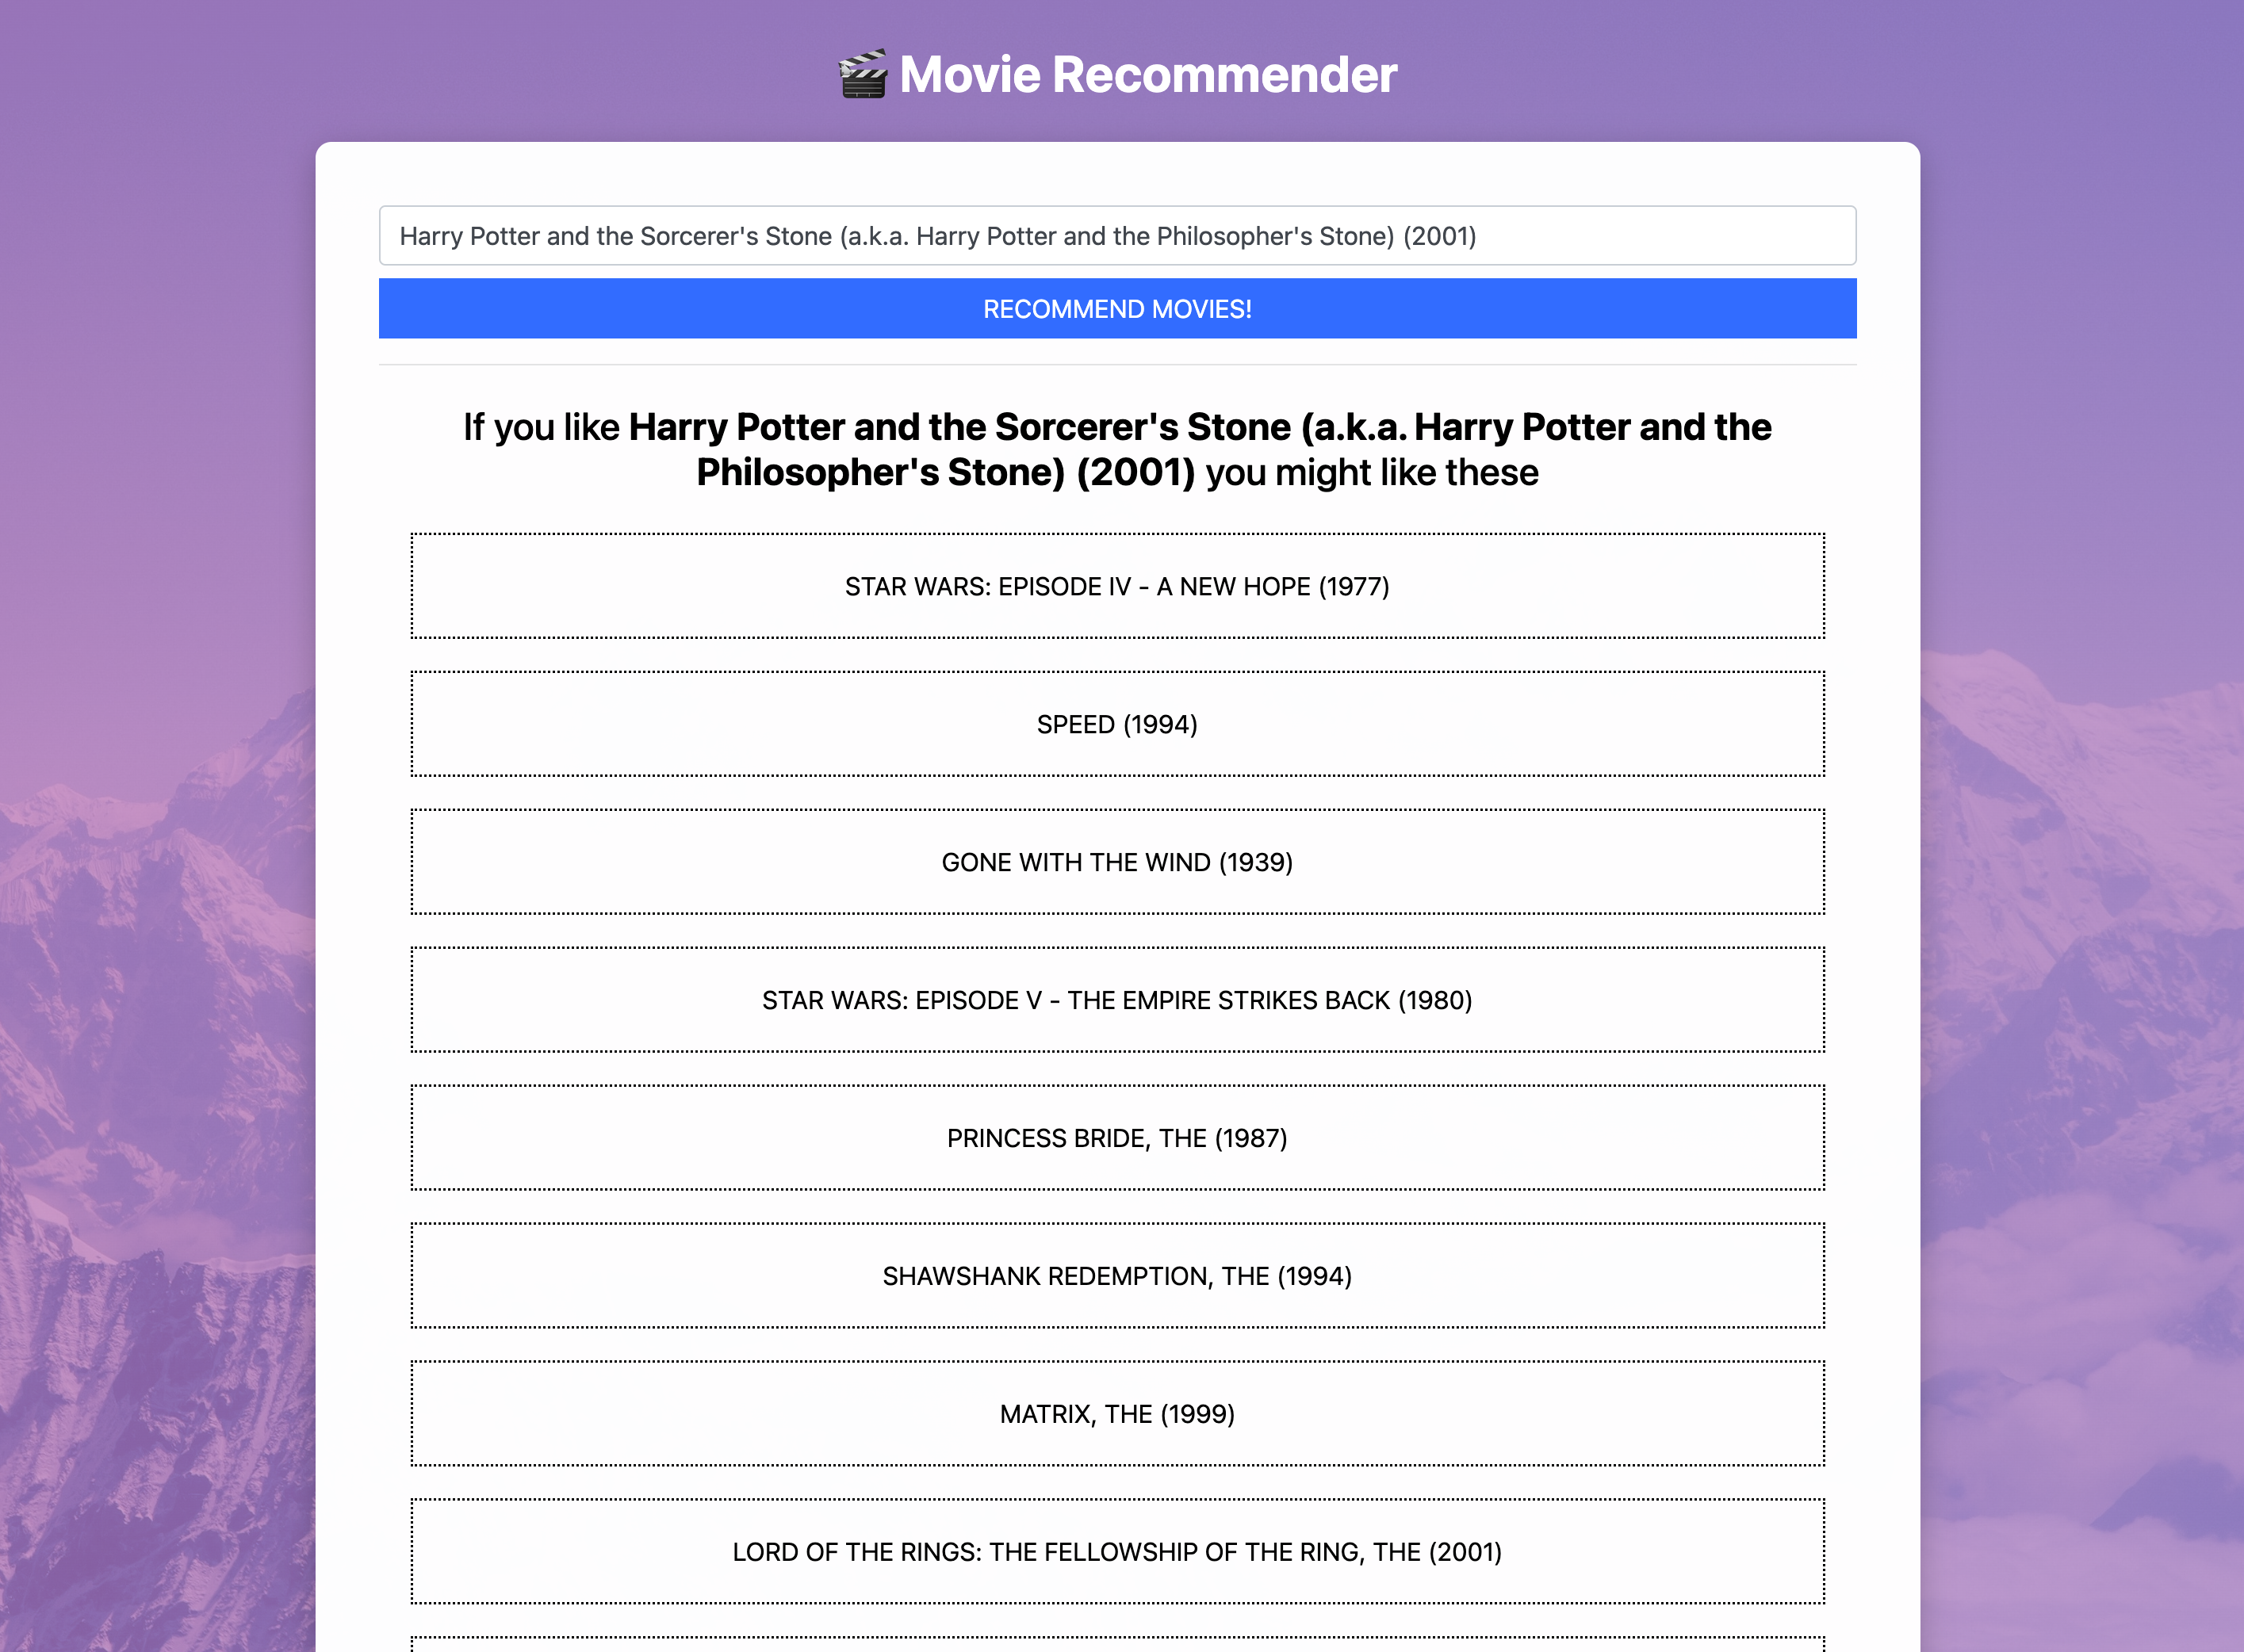 🎬 Movie Recommender
Harry Potter and the Sorcerer's Stone (a.k.a. Harry Potter and the Philosopher's Stone) (2001)
RECOMMEND MOVIES!
If you like Harry Potter and the Sorcerer's Stone (a.k.a. Harry Potter and the
Philosopher's Stone) (2001) you might like these
STAR WARS: EPISODE IV - A NEW HOPE (1977)
SPEED (1994)
GONE WITH THE WIND (1939)
STAR WARS: EPISODE V - THE EMPIRE STRIKES BACK (1980)
PRINCESS BRIDE, THE (1987)
SHAWSHANK REDEMPTION, THE (1994)
MATRIX, THE (1999)
LORD OF THE RINGS: THE FELLOWSHIP OF THE RING, THE (2001)